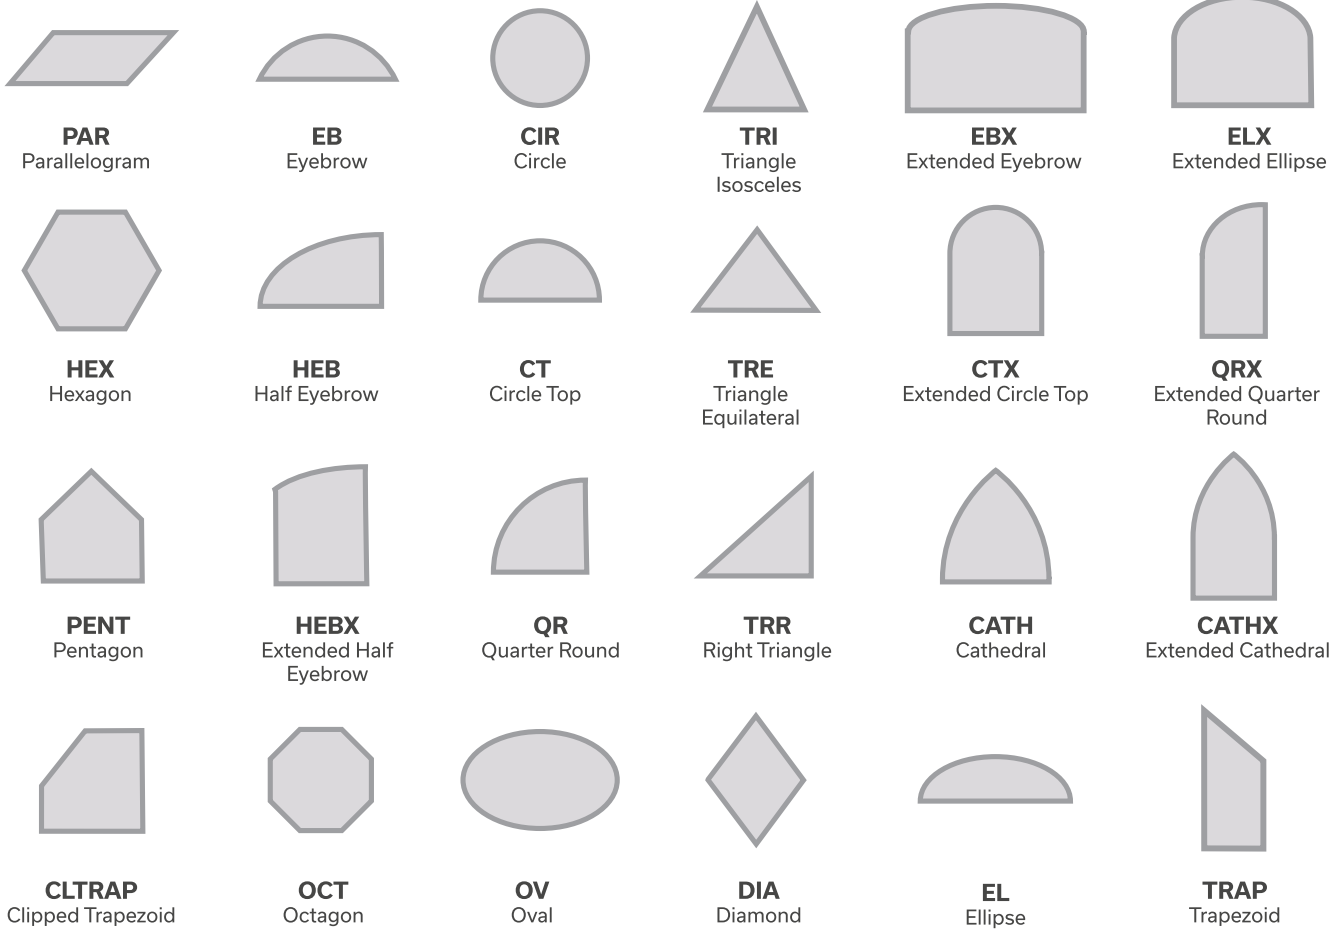 PAR
Parallelogram
EB
Eyebrow
CIR
Circle
TRI
Triangle
Isosceles
EBX
Extended Eyebrow
ELX
Extended Ellipse
HEX
Hexagon
HEB
Half Eyebrow
CT
Circle Top
TRE
Triangle
Equilateral
CTX
Extended Circle Top
QRX
Extended Quarter
Round
PENT
Pentagon
HEBX
Extended Half
Eyebrow
QR
Quarter Round
TRR
Right Triangle
CATH
Cathedral
CATHX
Extended Cathedral
CLTRAP
Clipped Trapezoid
OCT
Octagon
OV
Oval
DIA
Diamond
EL
Ellipse
TRAP
Trapezoid